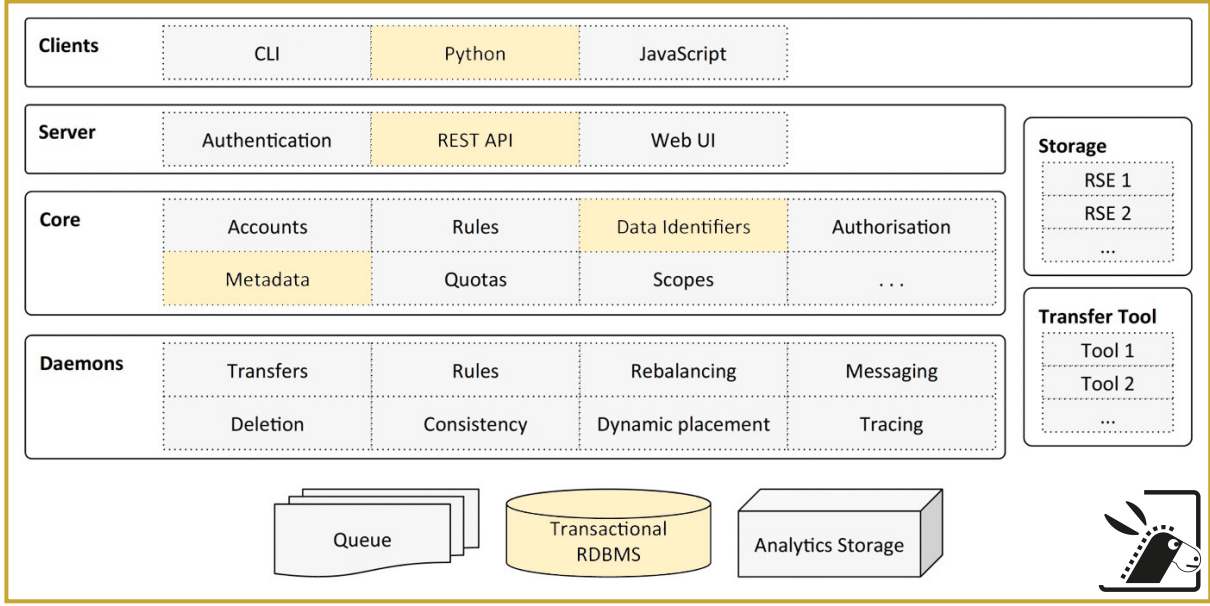 Clients
CLI Python JavaScript
Server
Authentication REST API Web UI
Core
Accounts Rules Data Identifiers Authorisation
Metadata Quotas Scopes ...
Daemons
Transfers Rules Rebalancing Messaging
Deletion Consistency Dynamic placement Tracing
Storage
RSE 1
RSE 2
...
Transfer Tool
Tool 1
Tool 2
...
Queue
Transactional
RDBMS
Analytics Storage